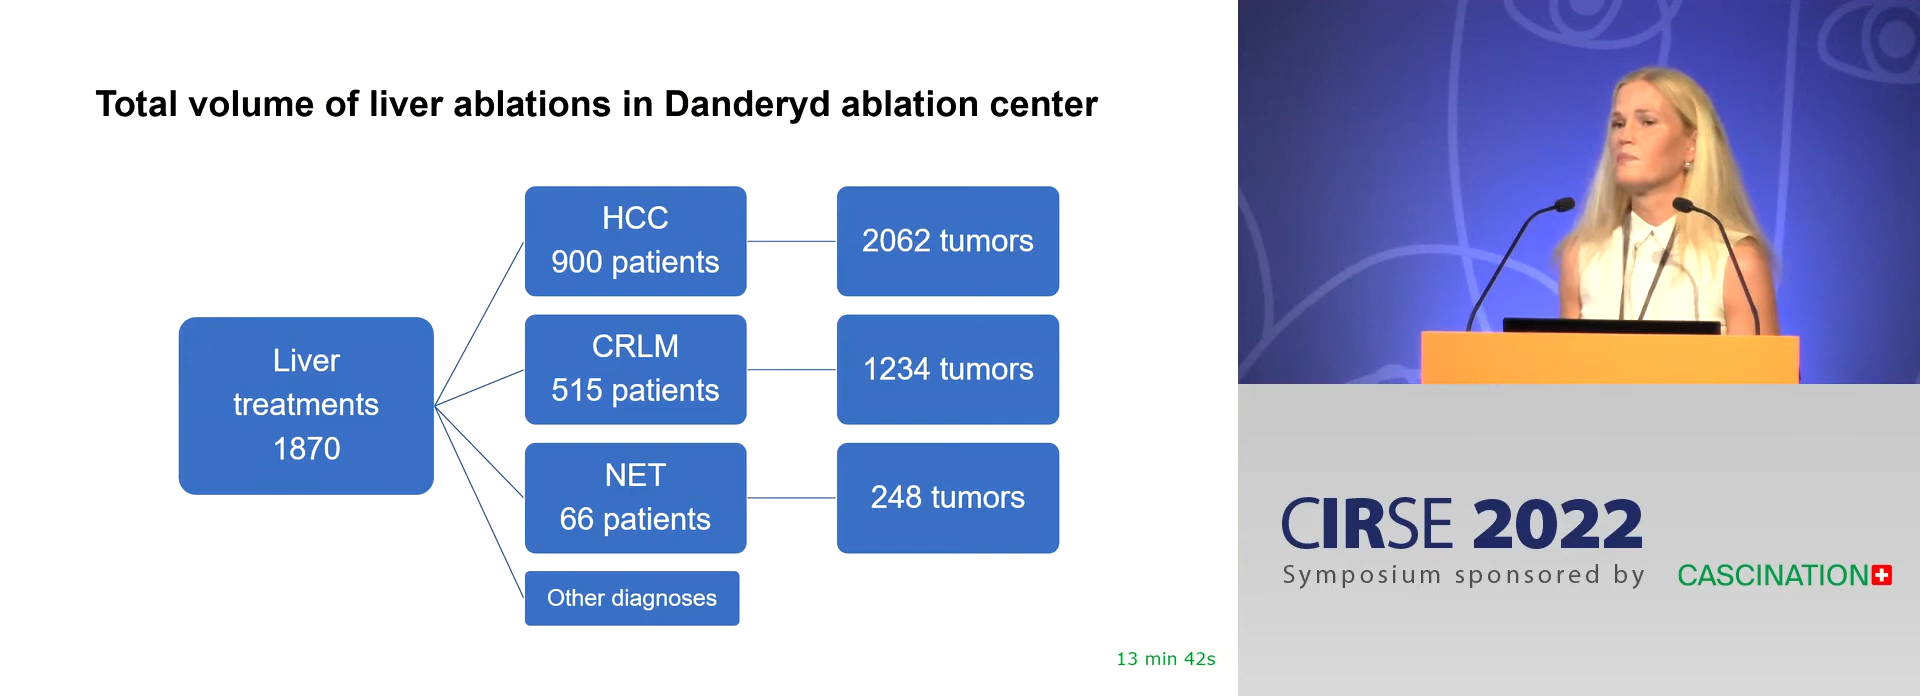 Total volume of liver ablations in Danderyd ablation center
Liver
treatments
1870
HCC
900 patients
2062 tumors
CRLM
515 patients
1234 tumors
NET
66 patients
248 tumors
Other diagnoses
13 min 42s
CIRSE 2022
Symposium sponsored by
CASCINATION